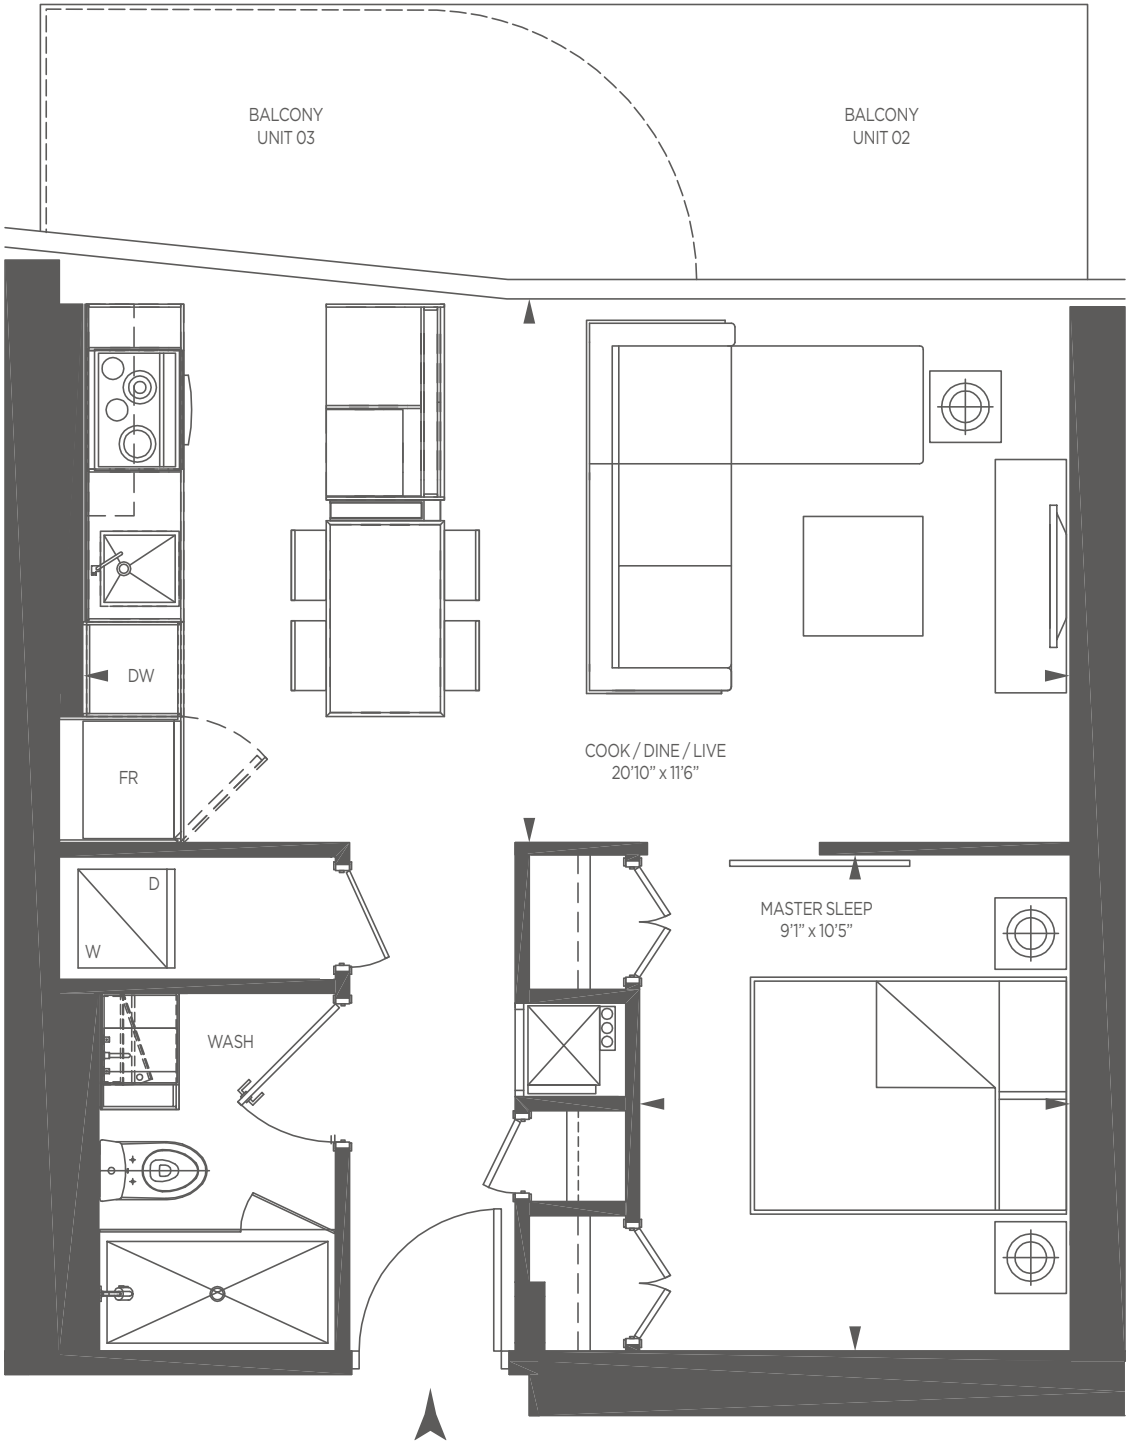 BALCONY
UNIT 03
BALCONY
UNIT 02
DW
COOK / DINE / LIVE
20'10" x 11'6"
FR
D
W
MASTER SLEEP
9'1" x 10'5"
WASH